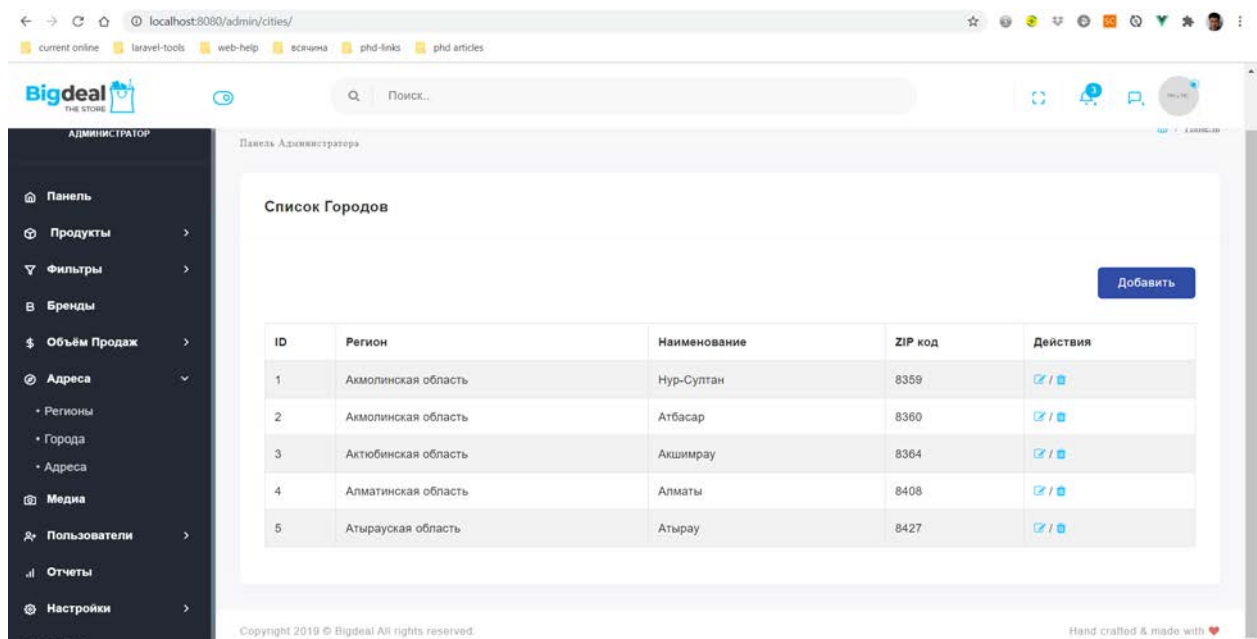 localhost:8080/admin/cities/
current online laravel-tools web-help всячина phd-links phd articles
Bigdeal
THE STORE
Поиск..
3
АДМИНИСТРАТОР
Панель Администратора
/ Панель
Панель
Продукты
Фильтры
Бренды
Объём Продаж
Адреса
• Регионы
• Города
• Адреса
Медиа
Пользователи
Отчеты
Настройки
Список Городов
Добавить
ID Регион Наименование ZIP код Действия
1 Акмолинская область Нур-Султан 8359 /
2 Акмолинская область Атбасар 8360 /
3 Актюбинская область Акшимрау 8364 /
4 Алматинская область Алматы 8408 /
5 Атырауская область Атырау 8427 /
Copyright 2019 © Bigdeal All rights reserved.
Hand crafted & made with